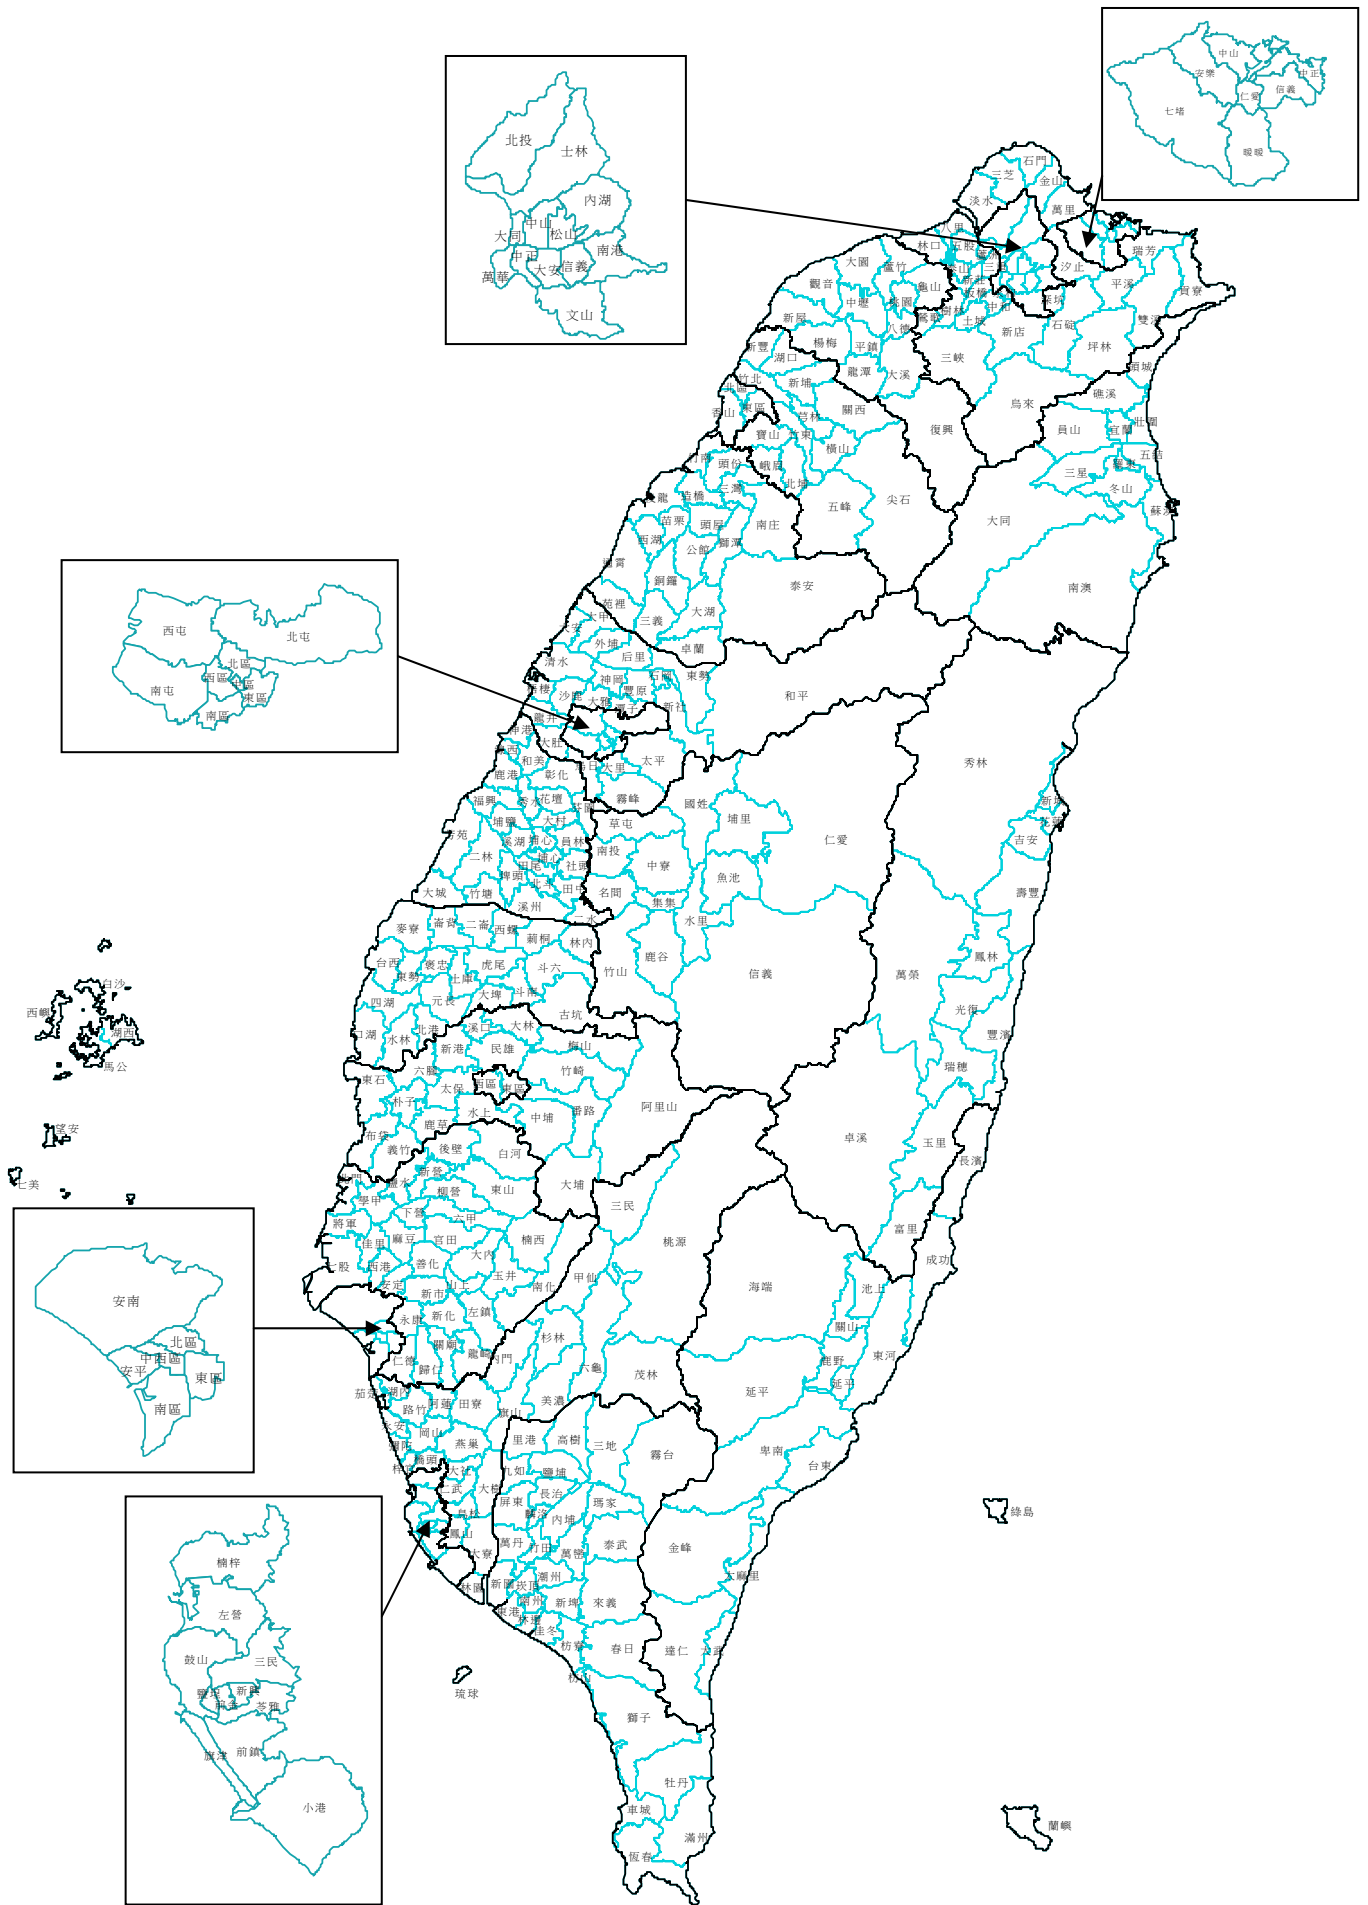 中山
安樂
中正
信義
仁愛
七堵
暖暖
北投
士林
內湖
中山
大同
松山
南港
中正
信義
大安
萬華
文山
石門
三芝
金山
淡水
萬里
八里
林口
五股
瑞芳
汐止
大園
蘆竹
平溪
貢寮
觀音
龜山
中壢
桃園
樹林
土城
新店
石碇
雙溪
新屋
八德
楊梅
平鎮
坪林
新豐
湖口
三峽
頭城
龍潭
大溪
竹北
新埔
礁溪
北區
烏來
香山
東區
芎林
關西
壯圍
宜蘭
復興
員山
寶山
竹東
橫山
五結
頭份
峨眉
三星
羅東
北埔
冬山
三灣
造橋
尖石
五峰
大同
苗栗
頭屋
南庄
西湖
獅潭
公館
銅鑼
泰安
南澳
苑裡
大湖
三義
大甲
大安
外埔
卓蘭
后里
清水
東勢
神岡
豐原
沙鹿
大雅
潭子
和平
新社
龍井
大肚
和美
太平
秀林
鹿港
彰化
大里
福興
秀水
花壇
霧峰
國姓
新城
埔鹽
大村
草屯
埔里
芳苑
溪湖
埔心
員林
仁愛
吉安
二林
南投
田尾
社頭
中寮
魚池
埤頭
北斗
田中
大城
竹塘
名間
壽豐
溪州
集集
二水
水里
麥寮
崙背
二崙
西螺
莿桐
林內
鹿谷
鳳林
台西
褒忠
虎尾
斗六
竹山
信義
萬榮
東勢
土庫
四湖
元長
大埤
斗南
古坑
光復
口湖
水林
北港
溪口
大林
豐濱
新港
民雄
梅山
瑞穗
東石
六腳
太保
西區
東區
竹崎
朴子
水上
中埔
番路
阿里山
卓溪
布袋
鹿草
義竹
後壁
白河
玉里
長濱
新營
鹽水
柳營
東山
大埔
學甲
下營
六甲
三民
將軍
麻豆
官田
楠西
富里
佳里
大內
桃源
成功
七股
西港
善化
玉井
甲仙
海端
安定
山上
南化
池上
新市
左鎮
永康
新化
關山
杉林
關廟
龍崎
內門
東河
仁德
歸仁
六龜
茂林
鹿野
茄萣
湖內
延平
延平
路竹
阿蓮
田寮
美濃
旗山
永安
岡山
里港
高樹
三地
卑南
彌陀
燕巢
霧台
台東
橋頭
大社
九如
鹽埔
仁武
大樹
長治
屏東
瑪家
鳥松
麟洛
內埔
鳳山
綠島
萬丹
竹田
萬巒
泰武
金峰
大寮
潮州
太麻里
林園
新園
崁頂
南州
新埤
來義
東港
林邊
佳冬
枋寮
春日
達仁
大武
枋山
琉球
獅子
牡丹
車城
滿州
蘭嶼
恆春
白沙
西嶼
湖西
馬公
望安
七美
西屯
北屯
北區
西區
中區
南屯
東區
南區
安南
北區
中西區
安平
東區
南區
楠梓
左營
鼓山
三民
鹽埕
新興
前金
苓雅
旗津
前鎮
小港